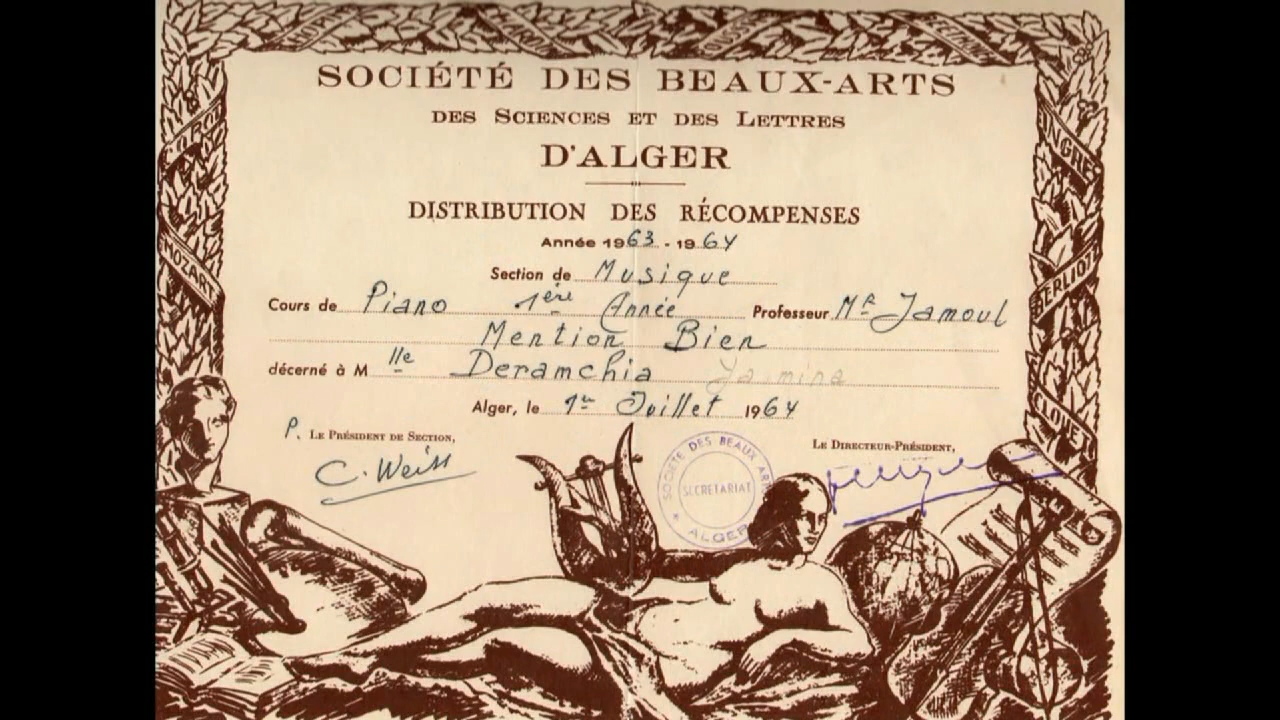 SOCIÉTÉ DES BEAUX-ARTS
DES SCIENCES ET DES LETTRES
D'ALGER
DISTRIBUTION DES RÉCOMPENSES
Année 1963 - 1964
Section de Musique
Cours de Piano 1ère Année Professeur Mr Jamoul
Mention Bien
décerné à Mlle Deramchia Yasmina
Alger, le 1er Juillet 1964
P. LE PRÉSIDENT DE SECTION,
LE DIRECTEUR-PRÉSIDENT,
C. Weiss
SOCIÉTÉ DES BEAUX ARTS
SECRÉTARIAT
ALGER
COROT
MOZART
INGRES
BERLIOZ
CLOUET